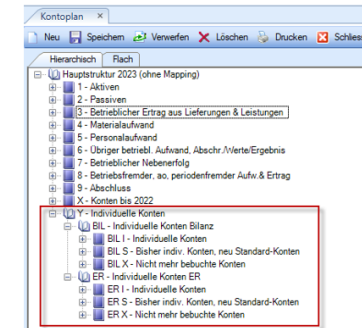 Kontoplan ×
Neu Speichern Verwerfen Löschen Drucken Schlies
Hierarchisch Flach
Hauptstruktur 2023 (ohne Mapping)
1 - Aktiven
2 - Passiven
3 - Betrieblicher Ertrag aus Lieferungen & Leistungen
4 - Materialaufwand
5 - Personalaufwand
6 - Übriger betriebl. Aufwand, Abschr./Werte/Ergebnis
7 - Betrieblicher Nebenerfolg
8 - Betriebsfremder, ao, periodenfremder Aufw.& Ertrag
9 - Abschluss
X - Konten bis 2022
Y - Individuelle Konten
BIL - Individuelle Konten Bilanz
BIL I - Individuelle Konten
BIL S - Bisher indiv. Konten, neu Standard-Konten
BIL X - Nicht mehr bebuchte Konten
ER - Individuelle Konten ER
ER I - Individuelle Konten
ER S - Bisher indiv. Konten, neu Standard-Konten
ER X - Nicht mehr bebuchte Konten